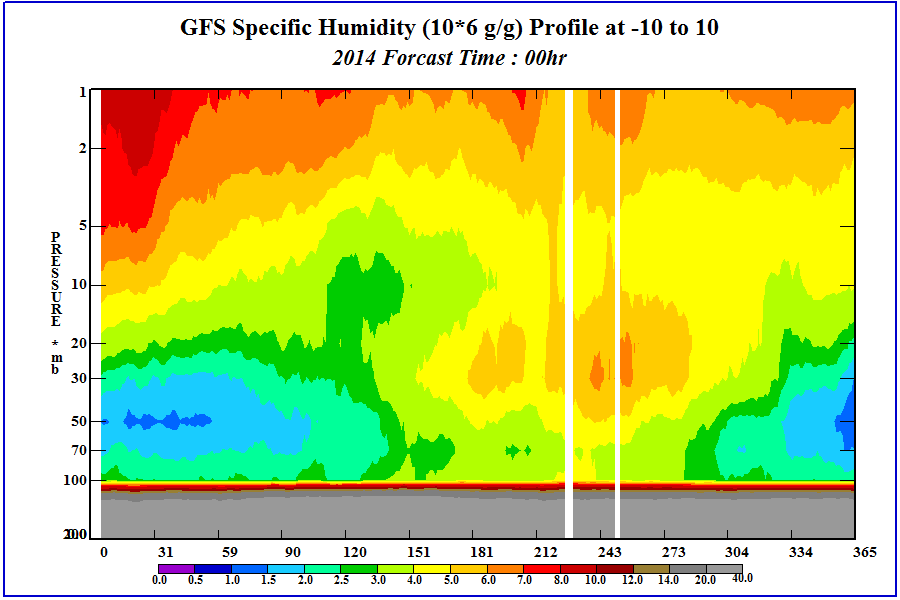 GFS Specific Humidity (10*6 g/g) Profile at -10 to 10
2014 Forcast Time : 00hr
PRESSURE * mb
1
2
5
10
20
30
50
70
100
0 31 59 90 120 151 181 212 243 273 304 334 365
0.0 0.5 1.0 1.5 2.0 2.5 3.0 4.0 5.0 6.0 7.0 8.0 10.0 12.0 14.0 20.0 40.0